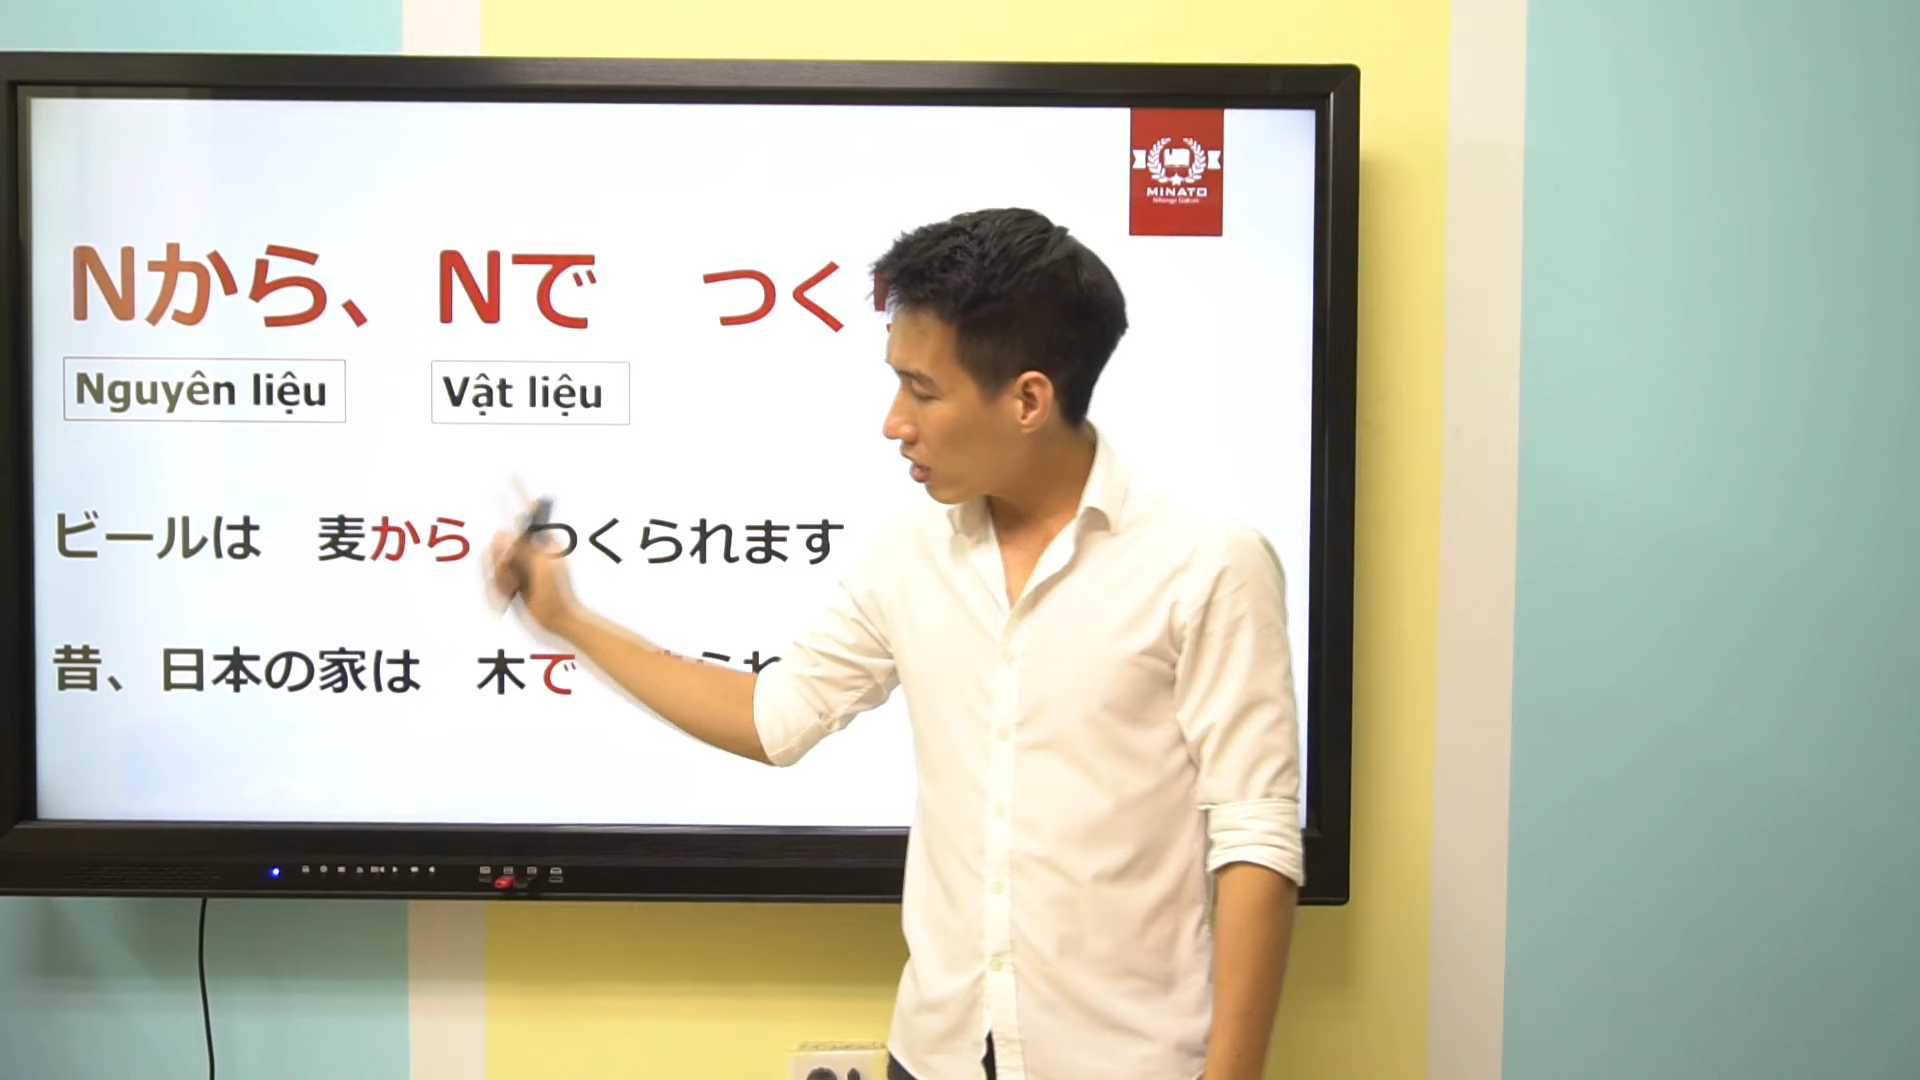 MINATO
Nから、Nで つく
Nguyên liệu
Vật liệu
ビールは 麦から つくられます
昔、日本の家は 木で